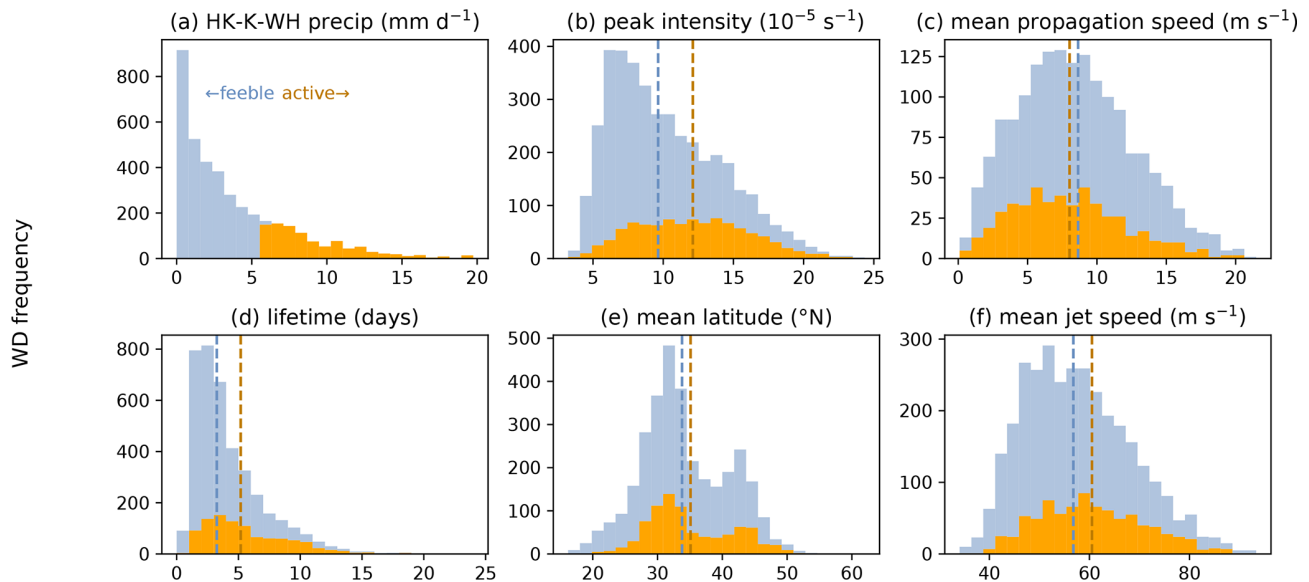 WD frequency
(a) HK-K-WH precip (mm d⁻¹)
←feeble active→
800
600
400
200
0
0 5 10 15 20
(b) peak intensity (10⁻⁵ s⁻¹)
400
300
200
100
0
5 10 15 20 25
(c) mean propagation speed (m s⁻¹)
125
100
75
50
25
0
0 5 10 15 20
(d) lifetime (days)
800
600
400
200
0
0 5 10 15 20 25
(e) mean latitude (°N)
500
400
300
200
100
0
20 30 40 50 60
(f) mean jet speed (m s⁻¹)
300
200
100
0
40 60 80